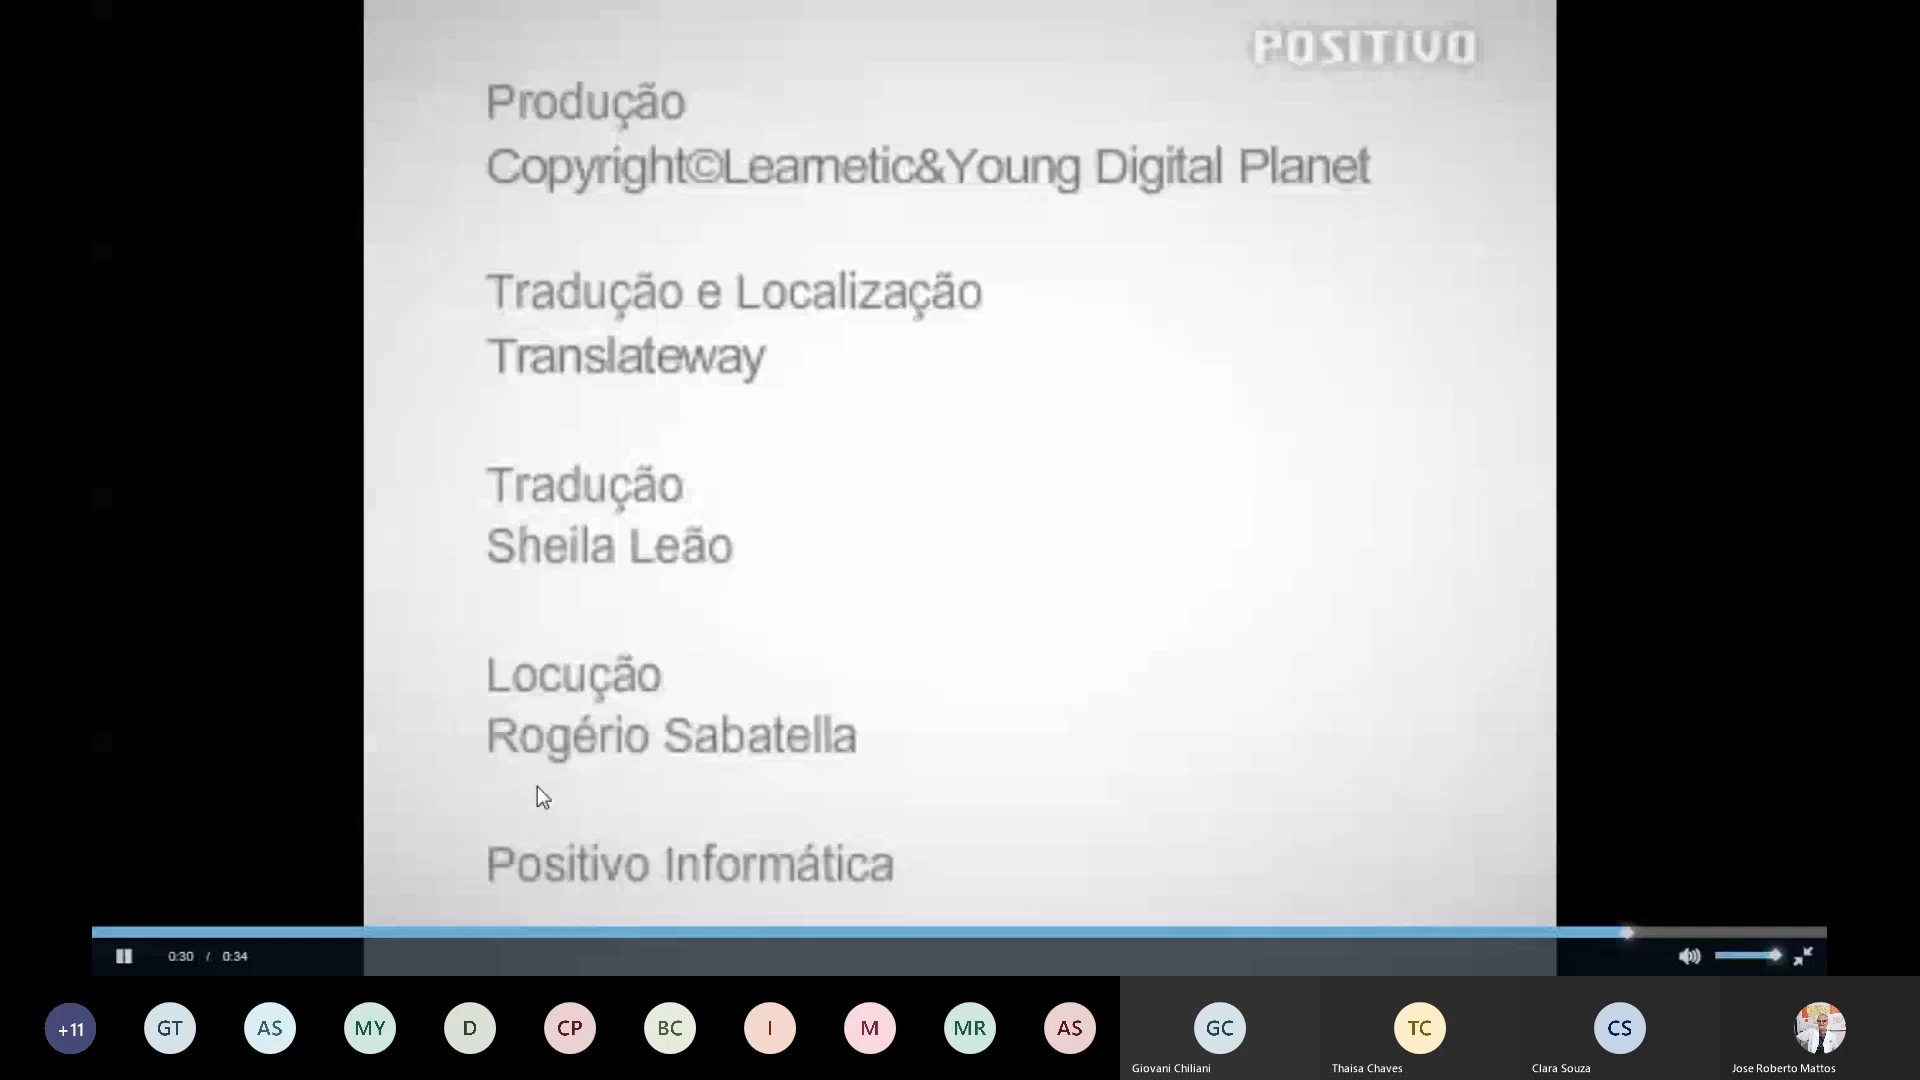 POSITIVO
Produção
Copyright©Learnetic&Young Digital Planet
Tradução e Localização
Translateway
Tradução
Sheila Leão
Locução
Rogério Sabatella
Positivo Informática
0:30 / 0:34
+11
GT
AS
MY
D
CP
BC
I
M
MR
AS
GC
TC
CS
Giovani Chiliani
Thaisa Chaves
Clara Souza
Jose Roberto Mattos